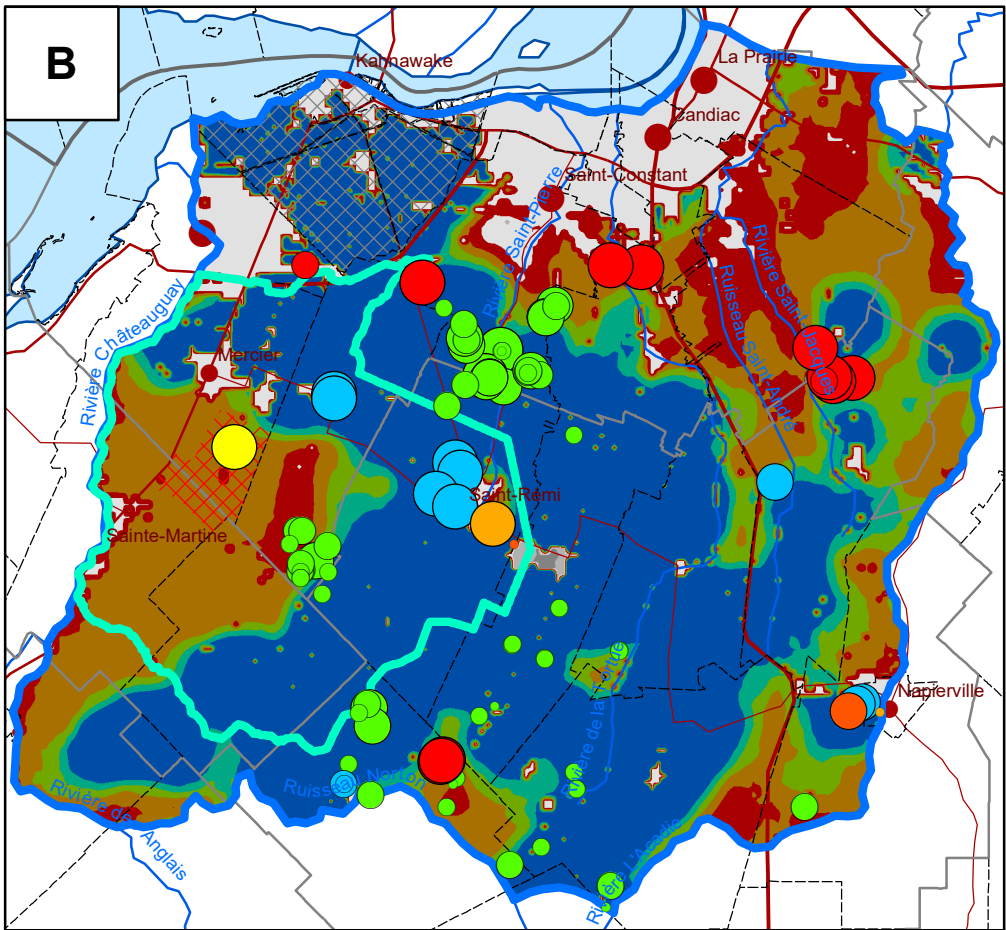 B
Kahnawake
La Prairie
Candiac
Saint-Constant
Rivière Saint-Pierre
Rivière Saint-Jacques
Ruisseau Saint-André
Rivière Châteauguay
Mercier
Saint-Rémi
Sainte-Martine
Rivière de la Tortue
Napierville
Ruisseau Norton
Rivière des Anglais
Rivière L'Acadie